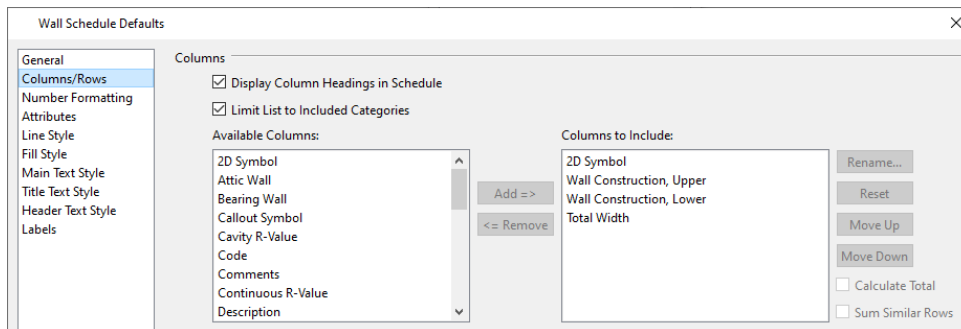 Wall Schedule Defaults
General
Columns/Rows
Number Formatting
Attributes
Line Style
Fill Style
Main Text Style
Title Text Style
Header Text Style
Labels
Columns
Display Column Headings in Schedule
Limit List to Included Categories
Available Columns:
2D Symbol
Attic Wall
Bearing Wall
Callout Symbol
Cavity R-Value
Code
Comments
Continuous R-Value
Description
Add =>
<= Remove
Columns to Include:
2D Symbol
Wall Construction, Upper
Wall Construction, Lower
Total Width
Rename...
Reset
Move Up
Move Down
Calculate Total
Sum Similar Rows